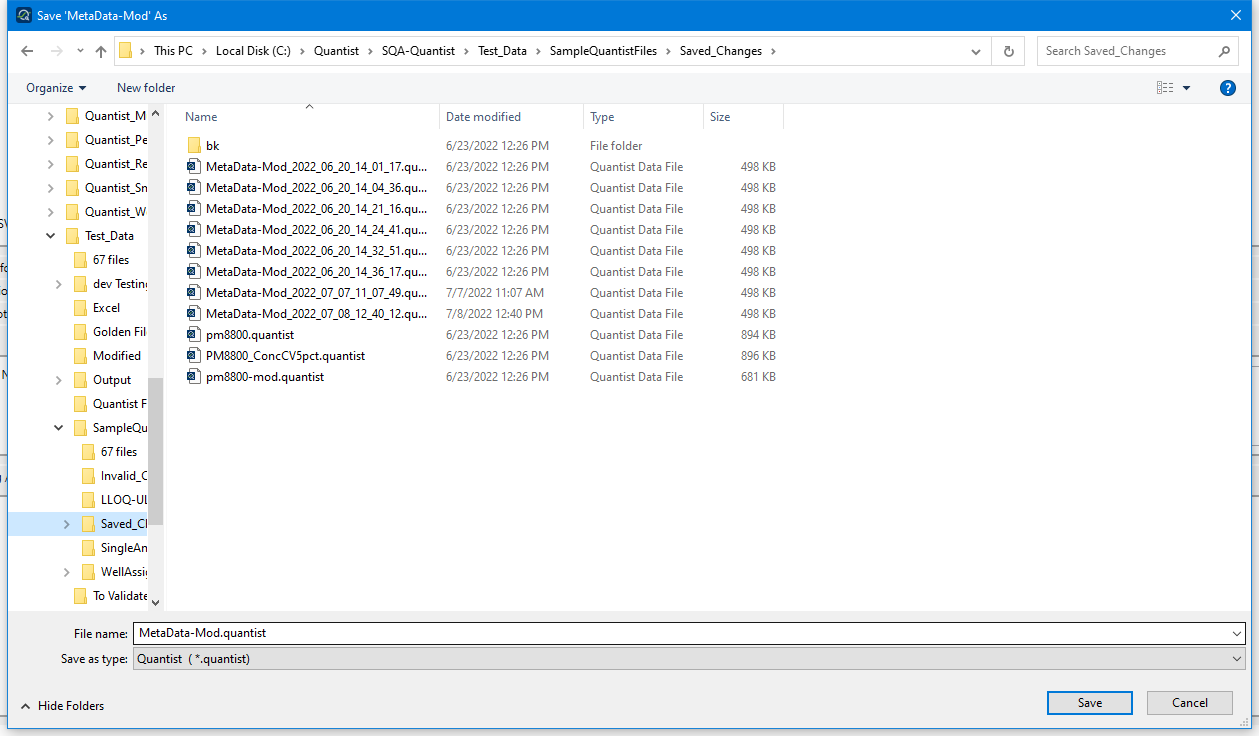 Save 'MetaData-Mod' As
This PC > Local Disk (C:) > Quantist > SQA-Quantist > Test_Data > SampleQuantistFiles > Saved_Changes >
Search Saved_Changes
Organize
New folder
Quantist_M
Quantist_Pe
Quantist_Re
Quantist_Sn
Quantist_W
Test_Data
67 files
dev Testing
Excel
Golden Fil
Modified
Output
Quantist F
SampleQu
67 files
Invalid_C
LLOQ-UL
Saved_Cl
SingleAn
WellAssig
To Validate
Name Date modified Type Size
bk 6/23/2022 12:26 PM File folder
MetaData-Mod_2022_06_20_14_01_17.qu... 6/23/2022 12:26 PM Quantist Data File 498 KB
MetaData-Mod_2022_06_20_14_04_36.qu... 6/23/2022 12:26 PM Quantist Data File 498 KB
MetaData-Mod_2022_06_20_14_21_16.qu... 6/23/2022 12:26 PM Quantist Data File 498 KB
MetaData-Mod_2022_06_20_14_24_41.qu... 6/23/2022 12:26 PM Quantist Data File 498 KB
MetaData-Mod_2022_06_20_14_32_51.qu... 6/23/2022 12:26 PM Quantist Data File 498 KB
MetaData-Mod_2022_06_20_14_36_17.qu... 6/23/2022 12:26 PM Quantist Data File 498 KB
MetaData-Mod_2022_07_07_11_07_49.qu... 7/7/2022 11:07 AM Quantist Data File 498 KB
MetaData-Mod_2022_07_08_12_40_12.qu... 7/8/2022 12:40 PM Quantist Data File 498 KB
pm8800.quantist 6/23/2022 12:26 PM Quantist Data File 894 KB
PM8800_ConcCV5pct.quantist 6/23/2022 12:26 PM Quantist Data File 896 KB
pm8800-mod.quantist 6/23/2022 12:26 PM Quantist Data File 681 KB
File name: MetaData-Mod.quantist
Save as type: Quantist ( *.quantist)
Hide Folders
Save
Cancel